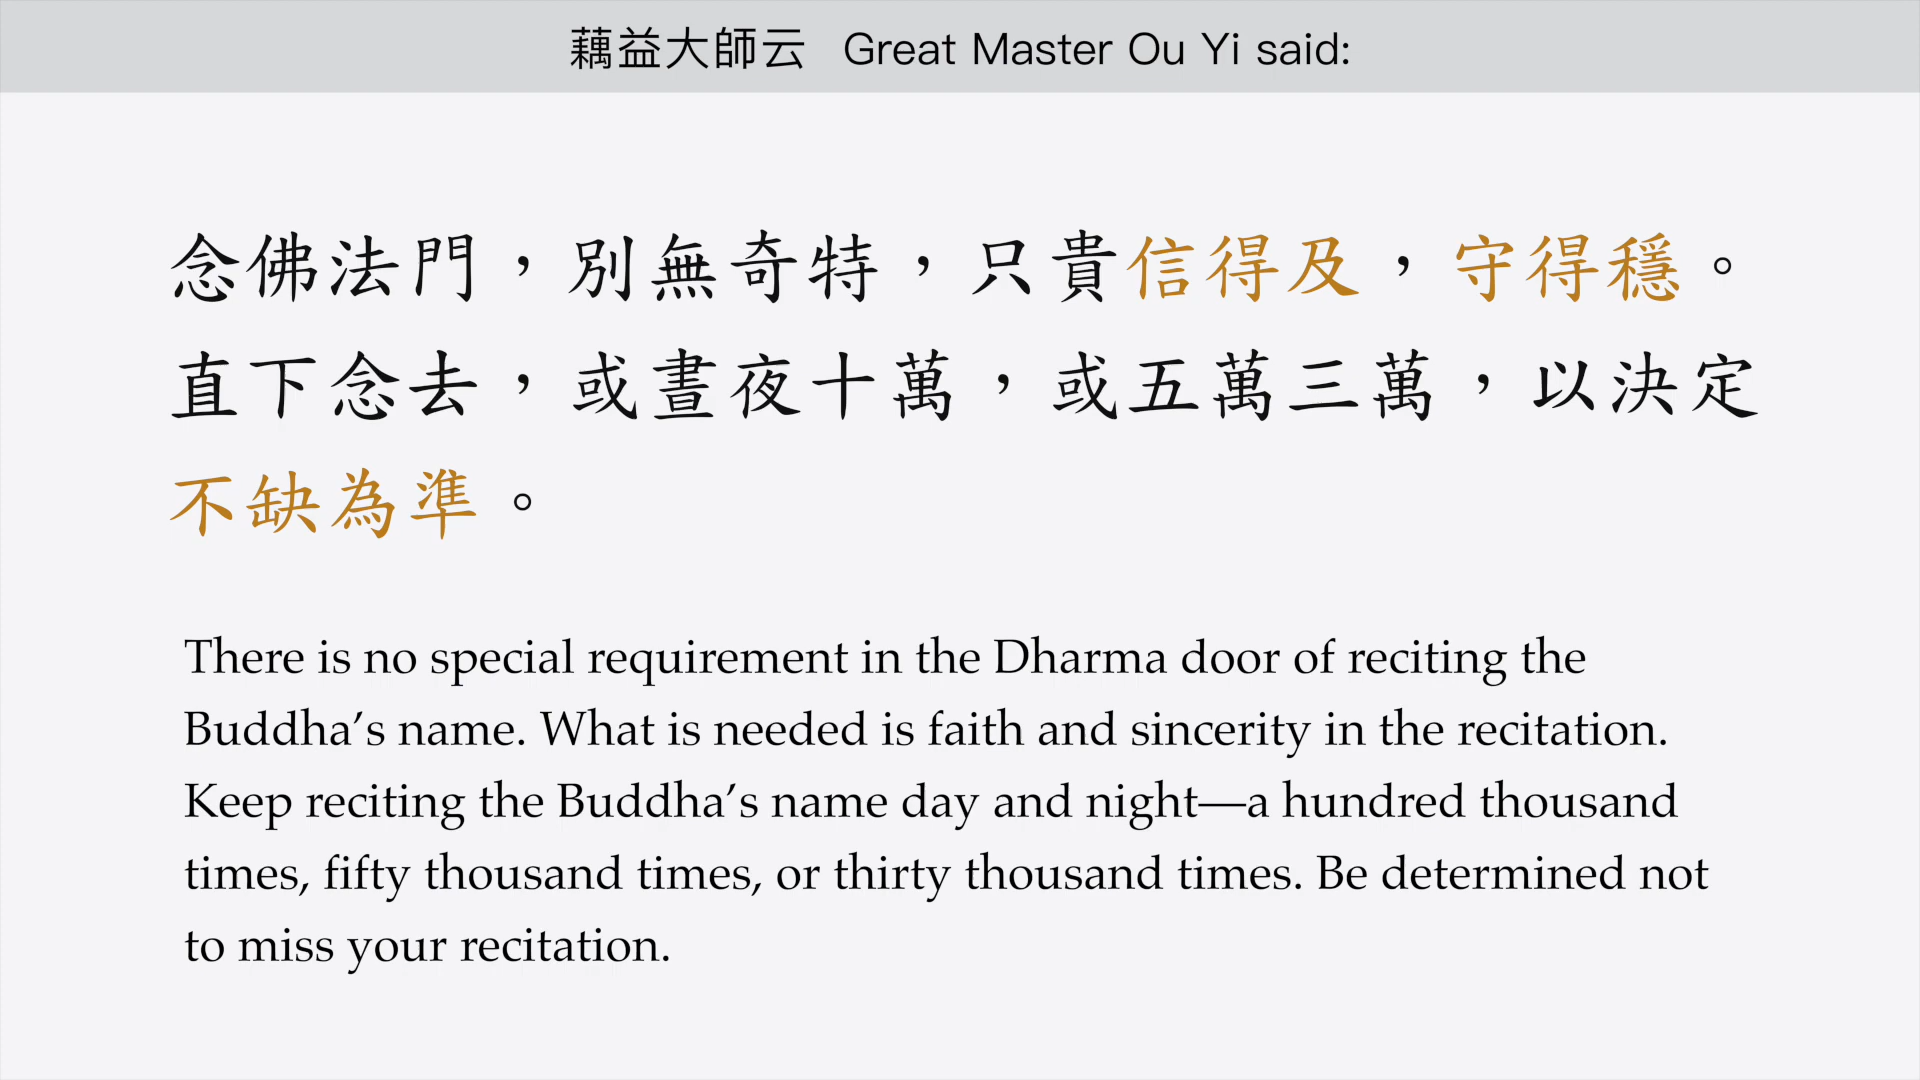 藕益大師云 Great Master Ou Yi said:
念佛法門，別無奇特，只貴信得及，守得穩。
直下念去，或晝夜十萬，或五萬三萬，以決定
不缺為準。
There is no special requirement in the Dharma door of reciting the
Buddha’s name. What is needed is faith and sincerity in the recitation.
Keep reciting the Buddha’s name day and night—a hundred thousand
times, fifty thousand times, or thirty thousand times. Be determined not
to miss your recitation.